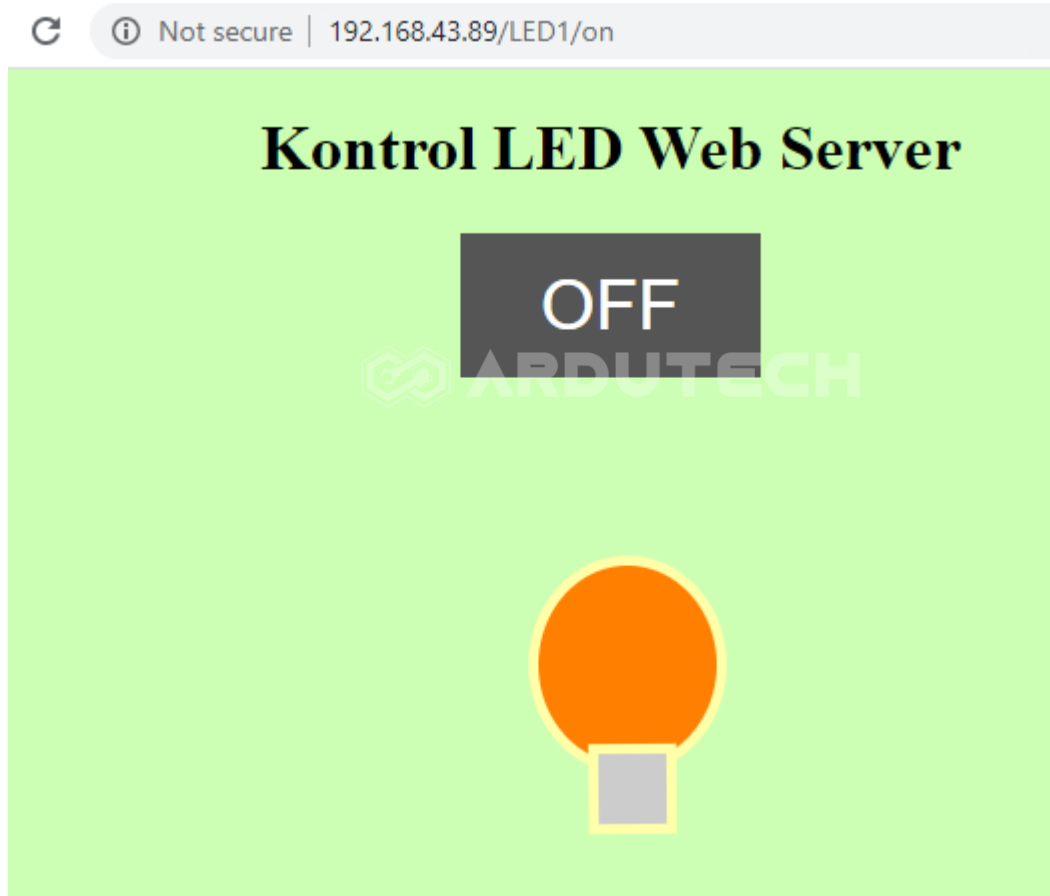 Not secure | 192.168.43.89/LED1/on
Kontrol LED Web Server
OFF
ARDUTECH